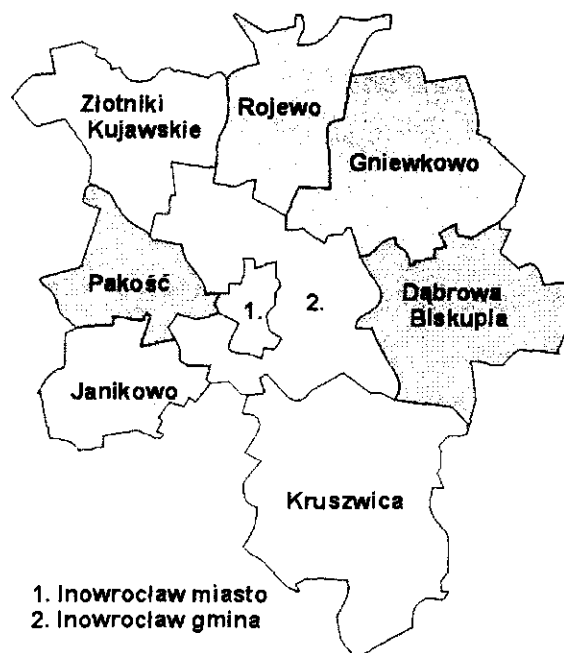 Złotniki
Kujawskie
Rojewo
Gniewkowo
Pakość
1.
2.
Dąbrowa
Biskupia
Janikowo
Kruszwica
1. Inowrocław miasto
2. Inowrocław gmina